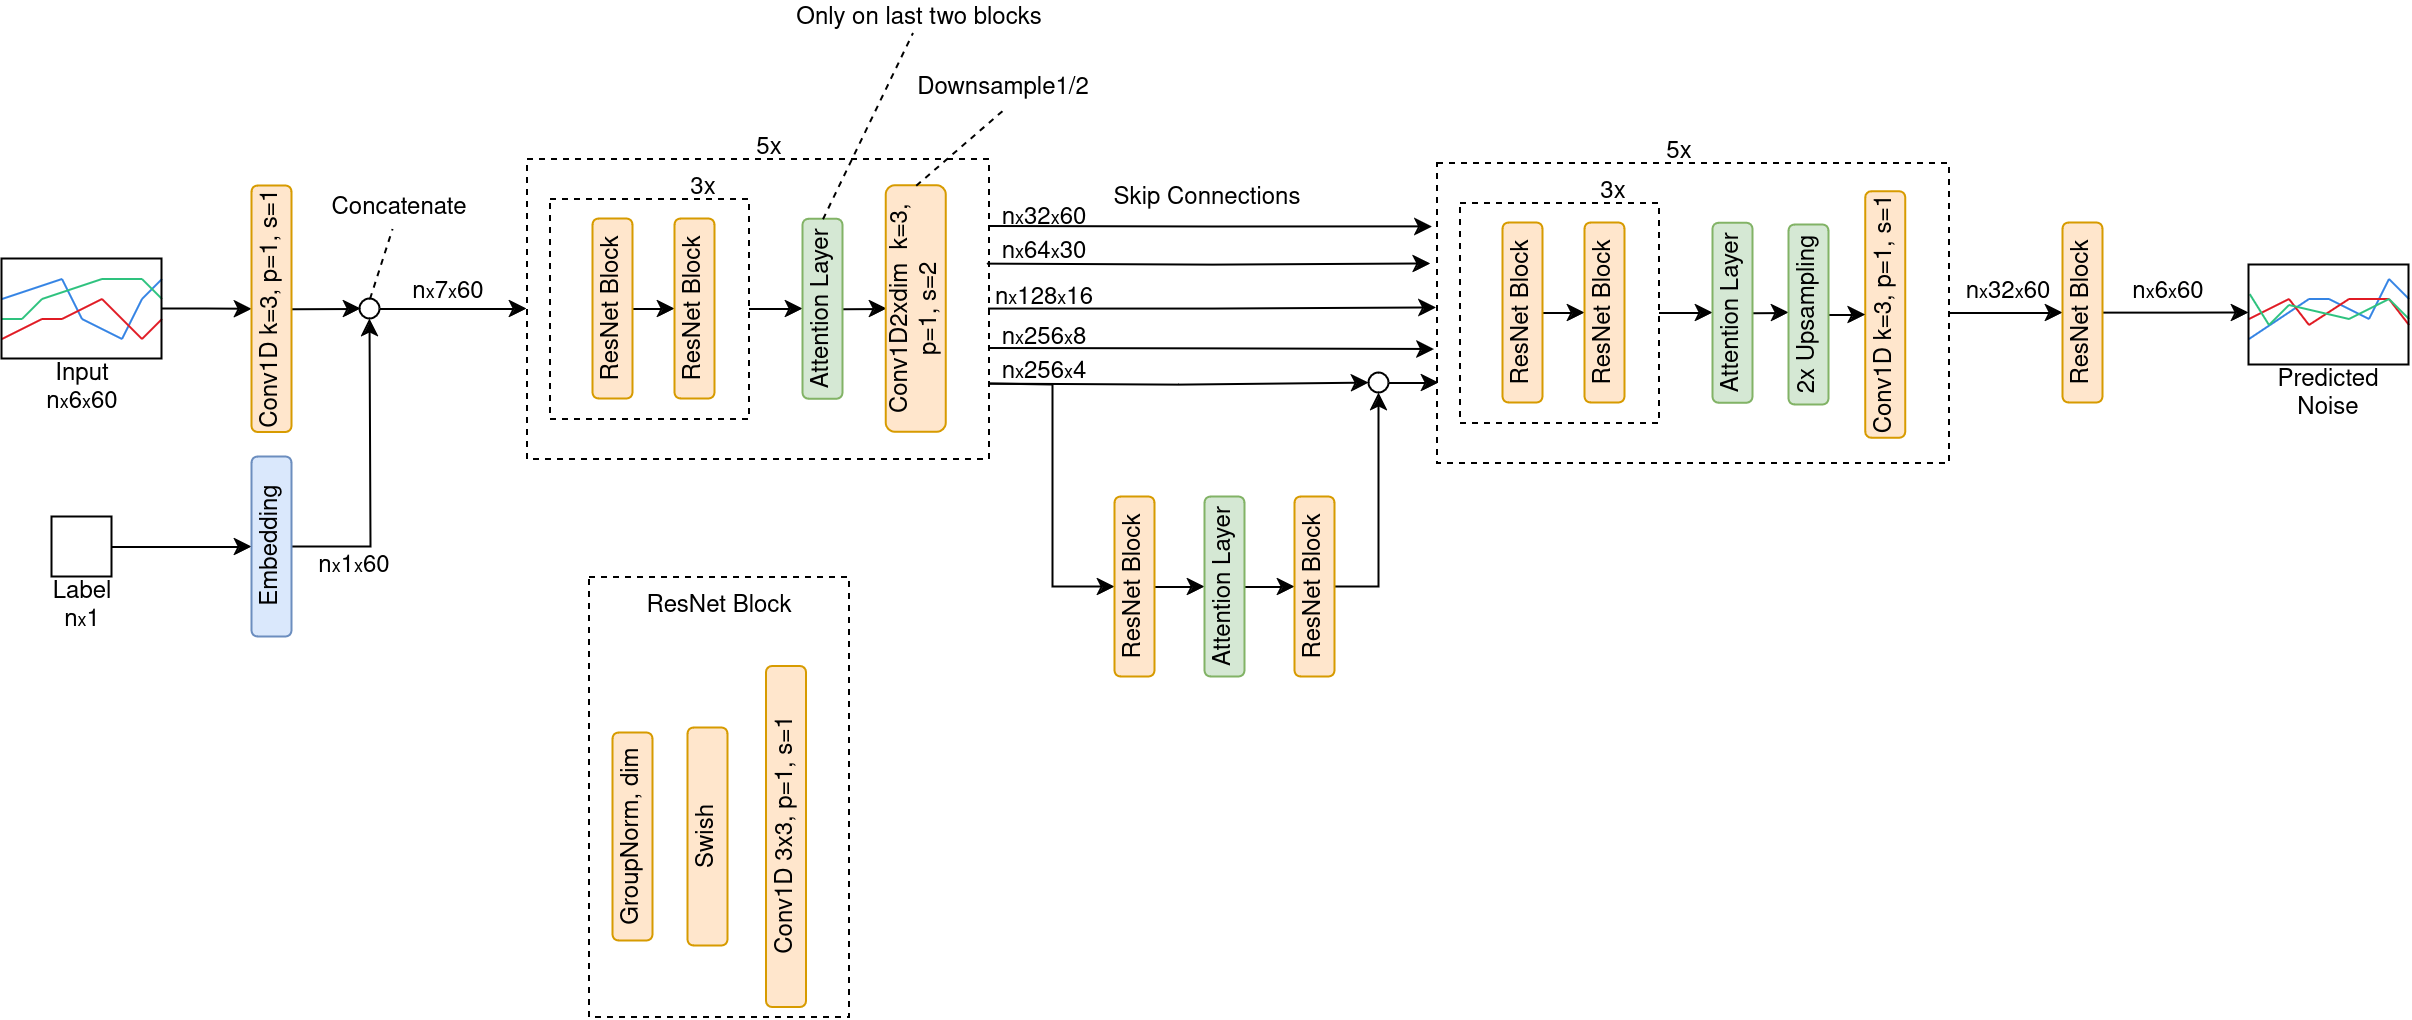 Only on last two blocks
Downsample1/2
5x
5x
3x
3x
Concatenate
Skip Connections
Input
nx6x60
Conv1D k=3, p=1, s=1
nx7x60
ResNet Block
ResNet Block
Attention Layer
Conv1D2xdim k=3,
p=1, s=2
nx32x60
nx64x30
nx128x16
nx256x8
nx256x4
ResNet Block
ResNet Block
Attention Layer
2x Upsampling
Conv1D k=3, p=1, s=1
nx32x60
ResNet Block
nx6x60
Predicted
Noise
Label
nx1
Embedding
nx1x60
ResNet Block
Attention Layer
ResNet Block
ResNet Block
GroupNorm, dim
Swish
Conv1D 3x3, p=1, s=1